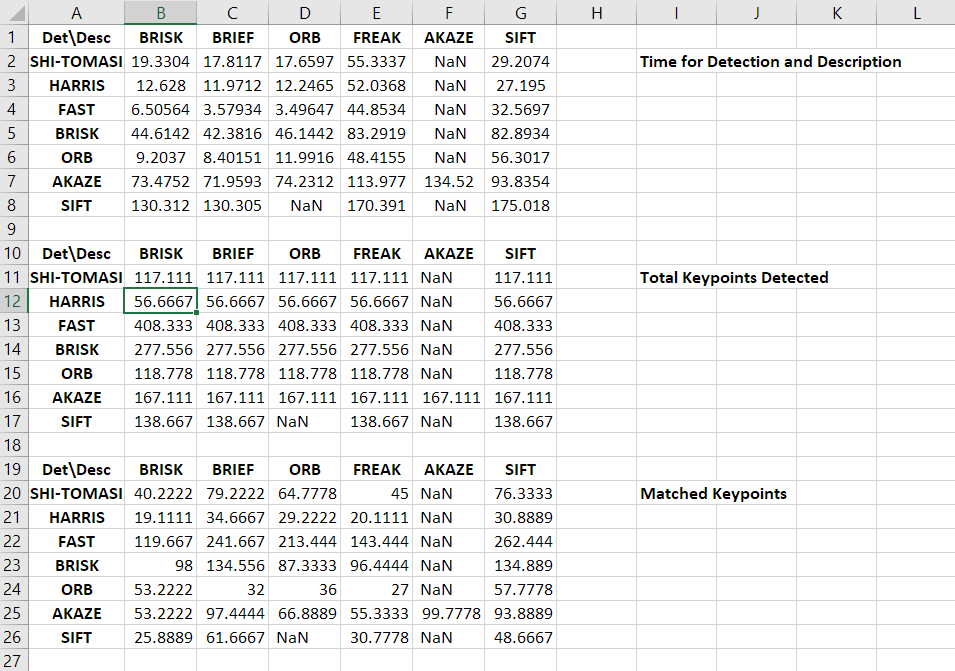 A B C D E F G H I J K L
1 Det\Desc BRISK BRIEF ORB FREAK AKAZE SIFT
2 SHI-TOMASI 19.3304 17.8117 17.6597 55.3337 NaN 29.2074 Time for Detection and Description
3 HARRIS 12.628 11.9712 12.2465 52.0368 NaN 27.195
4 FAST 6.50564 3.57934 3.49647 44.8534 NaN 32.5697
5 BRISK 44.6142 42.3816 46.1442 83.2919 NaN 82.8934
6 ORB 9.2037 8.40151 11.9916 48.4155 NaN 56.3017
7 AKAZE 73.4752 71.9593 74.2312 113.977 134.52 93.8354
8 SIFT 130.312 130.305 NaN 170.391 NaN 175.018
9
10 Det\Desc BRISK BRIEF ORB FREAK AKAZE SIFT
11 SHI-TOMASI 117.111 117.111 117.111 117.111 NaN 117.111 Total Keypoints Detected
12 HARRIS 56.6667 56.6667 56.6667 56.6667 NaN 56.6667
13 FAST 408.333 408.333 408.333 408.333 NaN 408.333
14 BRISK 277.556 277.556 277.556 277.556 NaN 277.556
15 ORB 118.778 118.778 118.778 118.778 NaN 118.778
16 AKAZE 167.111 167.111 167.111 167.111 167.111 167.111
17 SIFT 138.667 138.667 NaN 138.667 NaN 138.667
18
19 Det\Desc BRISK BRIEF ORB FREAK AKAZE SIFT
20 SHI-TOMASI 40.2222 79.2222 64.7778 45 NaN 76.3333 Matched Keypoints
21 HARRIS 19.1111 34.6667 29.2222 20.1111 NaN 30.8889
22 FAST 119.667 241.667 213.444 143.444 NaN 262.444
23 BRISK 98 134.556 87.3333 96.4444 NaN 134.889
24 ORB 53.2222 32 36 27 NaN 57.7778
25 AKAZE 53.2222 97.4444 66.8889 55.3333 99.7778 93.8889
26 SIFT 25.8889 61.6667 NaN 30.7778 NaN 48.6667
27